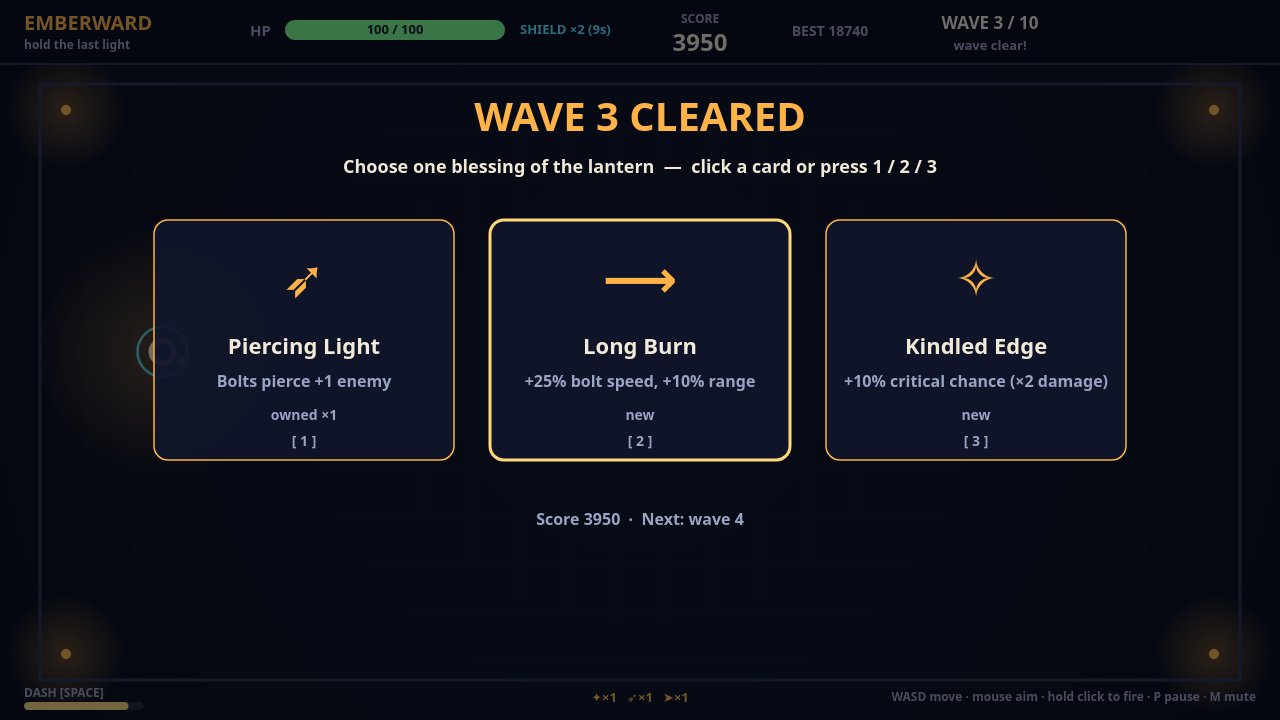 EMBERWARD
hold the last light
HP
100 / 100
SHIELD ×2 (9s)
SCORE
3950
BEST 18740
WAVE 3 / 10
wave clear!
WAVE 3 CLEARED
Choose one blessing of the lantern — click a card or press 1 / 2 / 3
➶
Piercing Light
Bolts pierce +1 enemy
owned ×1
[ 1 ]
⟶
Long Burn
+25% bolt speed, +10% range
new
[ 2 ]
✧
Kindled Edge
+10% critical chance (×2 damage)
new
[ 3 ]
Score 3950 · Next: wave 4
DASH [SPACE]
✦×1 ➶×1 ➤×1
WASD move · mouse aim · hold click to fire · P pause · M mute